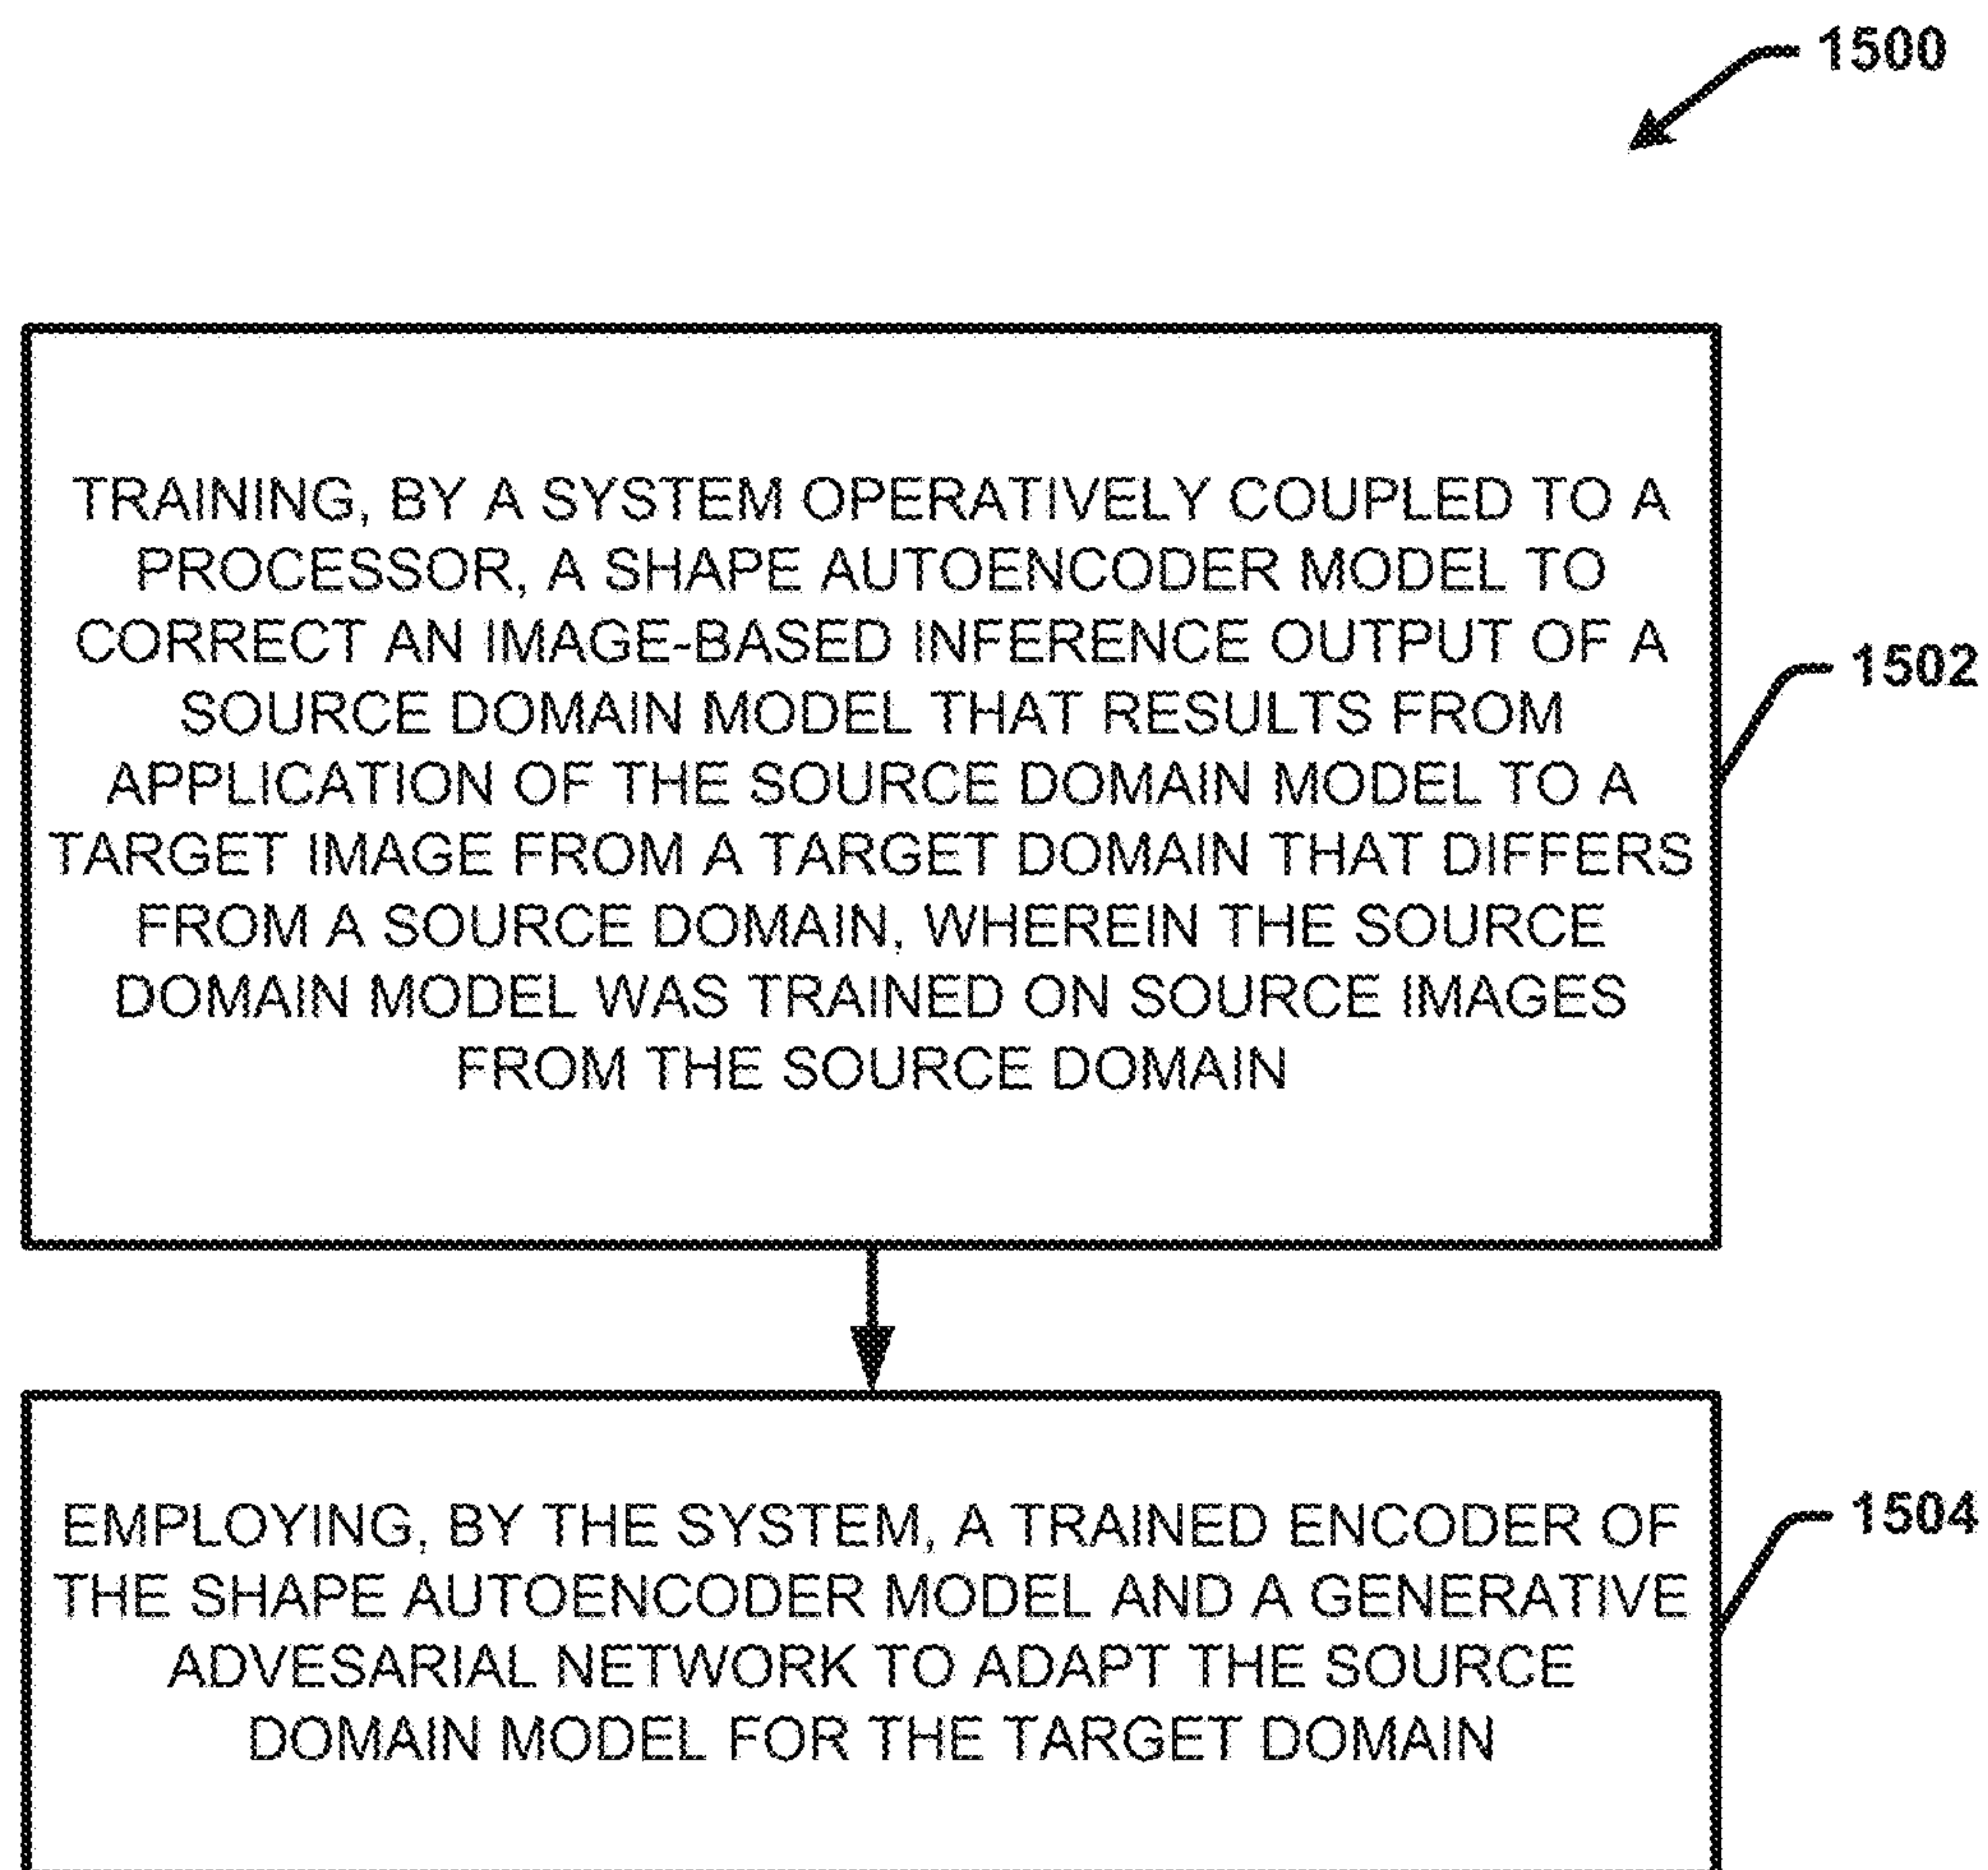 1500
TRAINING, BY A SYSTEM OPERATIVELY COUPLED TO A
PROCESSOR, A SHAPE AUTOENCODER MODEL TO
CORRECT AN IMAGE-BASED INFERENCE OUTPUT OF A
SOURCE DOMAIN MODEL THAT RESULTS FROM
APPLICATION OF THE SOURCE DOMAIN MODEL TO A
TARGET IMAGE FROM A TARGET DOMAIN THAT DIFFERS
FROM A SOURCE DOMAIN, WHEREIN THE SOURCE
DOMAIN MODEL WAS TRAINED ON SOURCE IMAGES
FROM THE SOURCE DOMAIN
1502
EMPLOYING, BY THE SYSTEM, A TRAINED ENCODER OF
THE SHAPE AUTOENCODER MODEL AND A GENERATIVE
ADVESARIAL NETWORK TO ADAPT THE SOURCE
DOMAIN MODEL FOR THE TARGET DOMAIN
1504